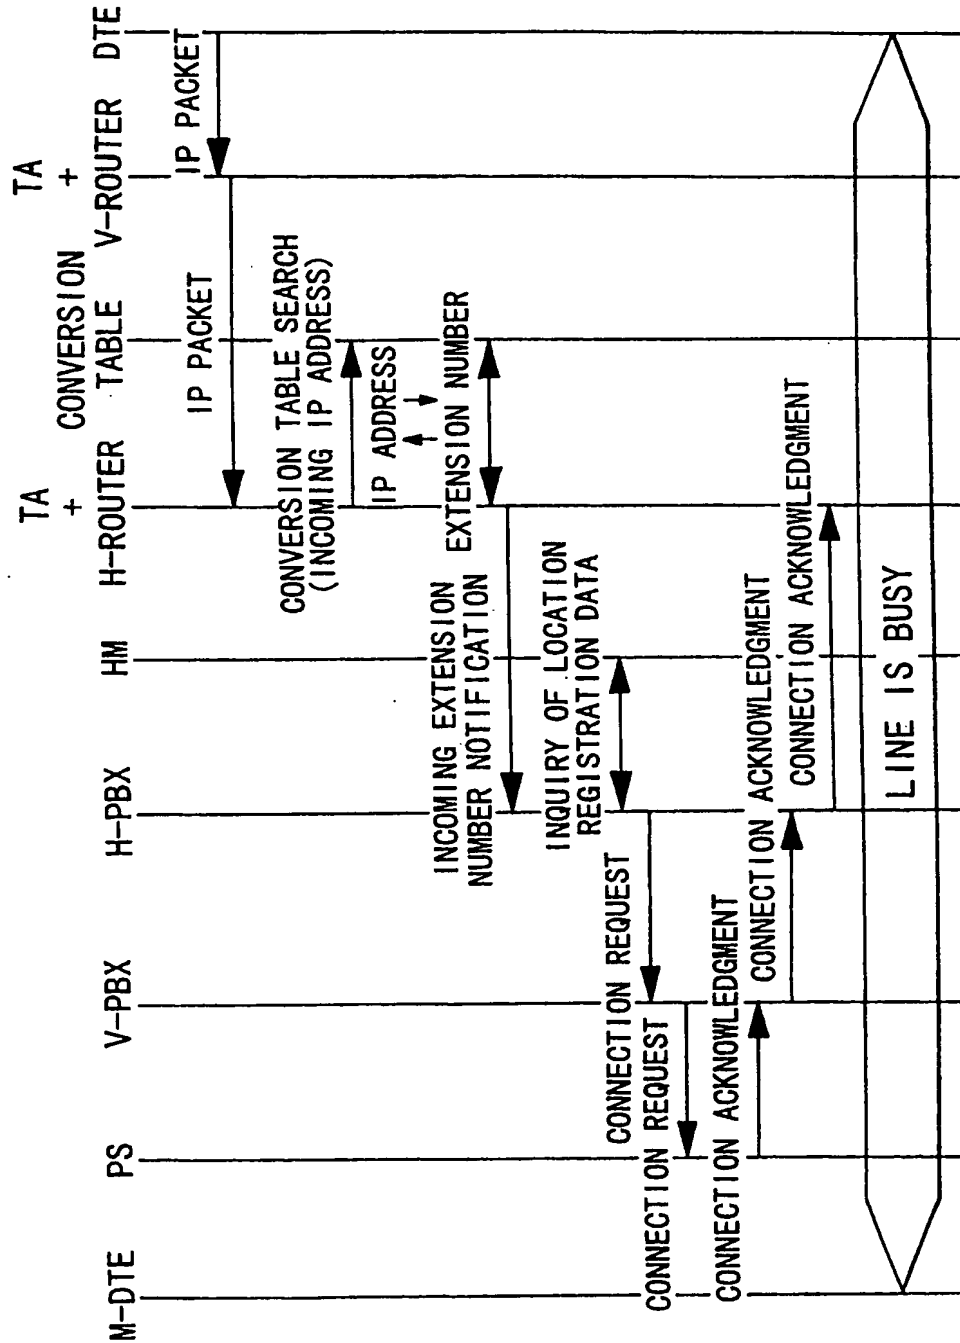 M-DTE
PS
V-PBX
H-PBX
HM
TA
+
H-ROUTER
CONVERSION
TABLE
TA
+
V-ROUTER
DTE
IP PACKET
IP PACKET
CONVERSION TABLE SEARCH
(INCOMING IP ADDRESS)
IP ADDRESS
EXTENSION NUMBER
INCOMING EXTENSION
NUMBER NOTIFICATION
INQUIRY OF LOCATION
REGISTRATION DATA
CONNECTION REQUEST
CONNECTION REQUEST
CONNECTION ACKNOWLEDGMENT
CONNECTION ACKNOWLEDGMENT
CONNECTION ACKNOWLEDGMENT
LINE IS BUSY